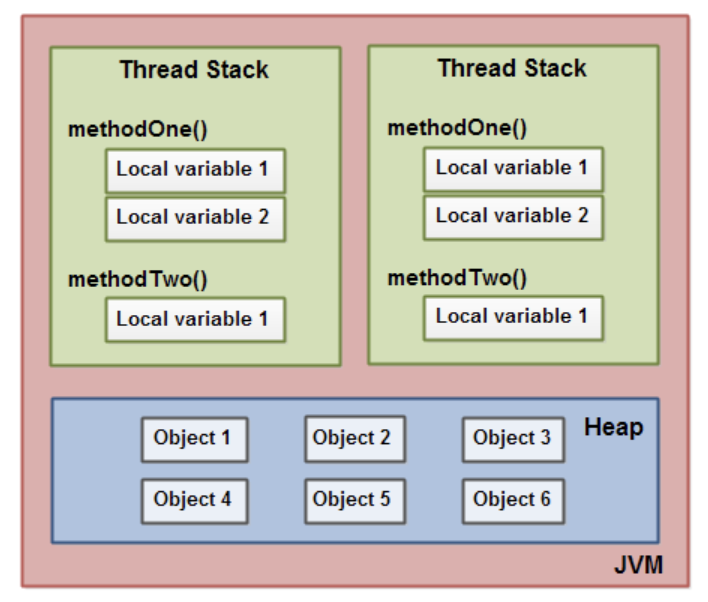 Thread Stack
methodOne()
Local variable 1
Local variable 2
methodTwo()
Local variable 1
Thread Stack
methodOne()
Local variable 1
Local variable 2
methodTwo()
Local variable 1
Heap
Object 1
Object 2
Object 3
Object 4
Object 5
Object 6
JVM